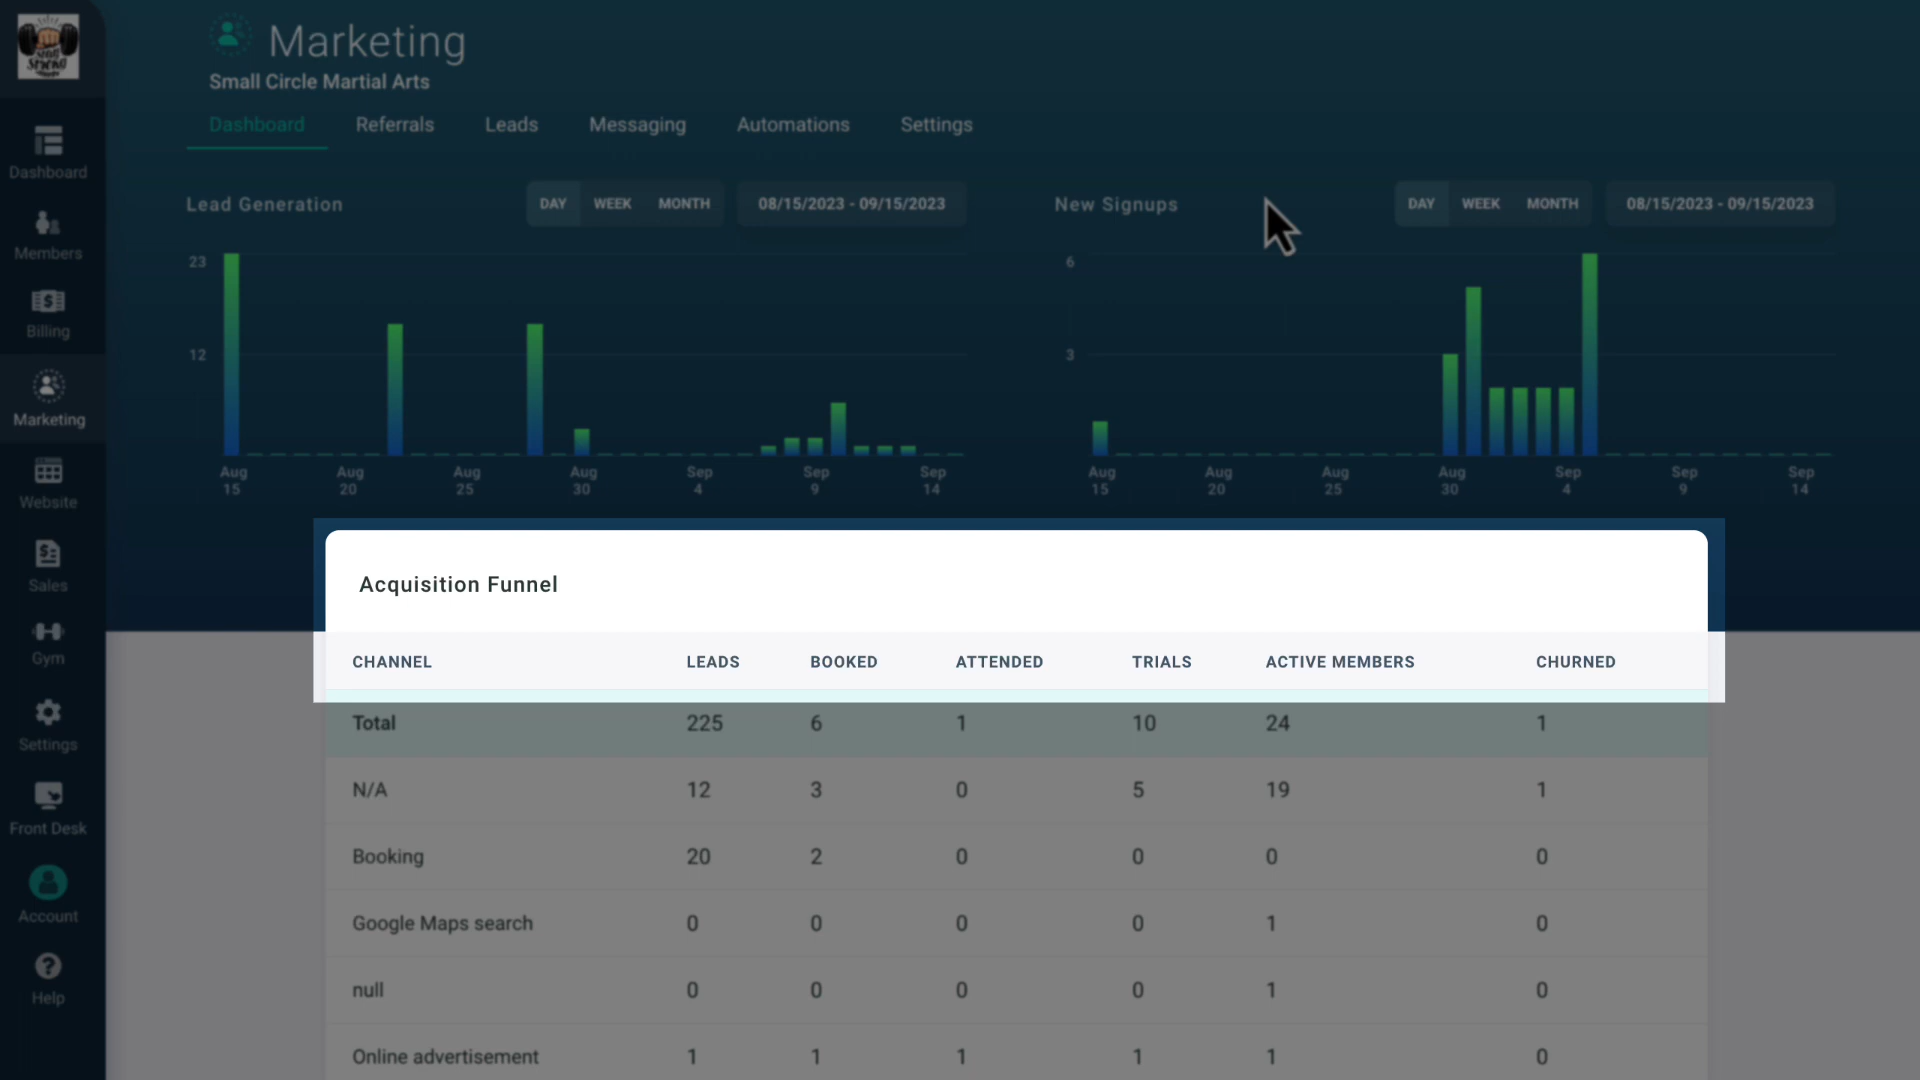 Marketing
Small Circle Martial Arts
Dashboard Referrals Leads Messaging Automations Settings
Dashboard
Members
Billing
Marketing
Website
Sales
Gym
Settings
Front Desk
Account
Help
Lead Generation DAY WEEK MONTH 08/15/2023 - 09/15/2023
23
12
Aug 15 Aug 20 Aug 25 Aug 30 Sep 4 Sep 9 Sep 14
New Signups DAY WEEK MONTH 08/15/2023 - 09/15/2023
6
3
Aug 15 Aug 20 Aug 25 Aug 30 Sep 4 Sep 9 Sep 14
Acquisition Funnel
CHANNEL LEADS BOOKED ATTENDED TRIALS ACTIVE MEMBERS CHURNED
Total 225 6 1 10 24 1
N/A 12 3 0 5 19 1
Booking 20 2 0 0 0 0
Google Maps search 0 0 0 0 1 0
null 0 0 0 0 1 0
Online advertisement 1 1 1 1 1 0